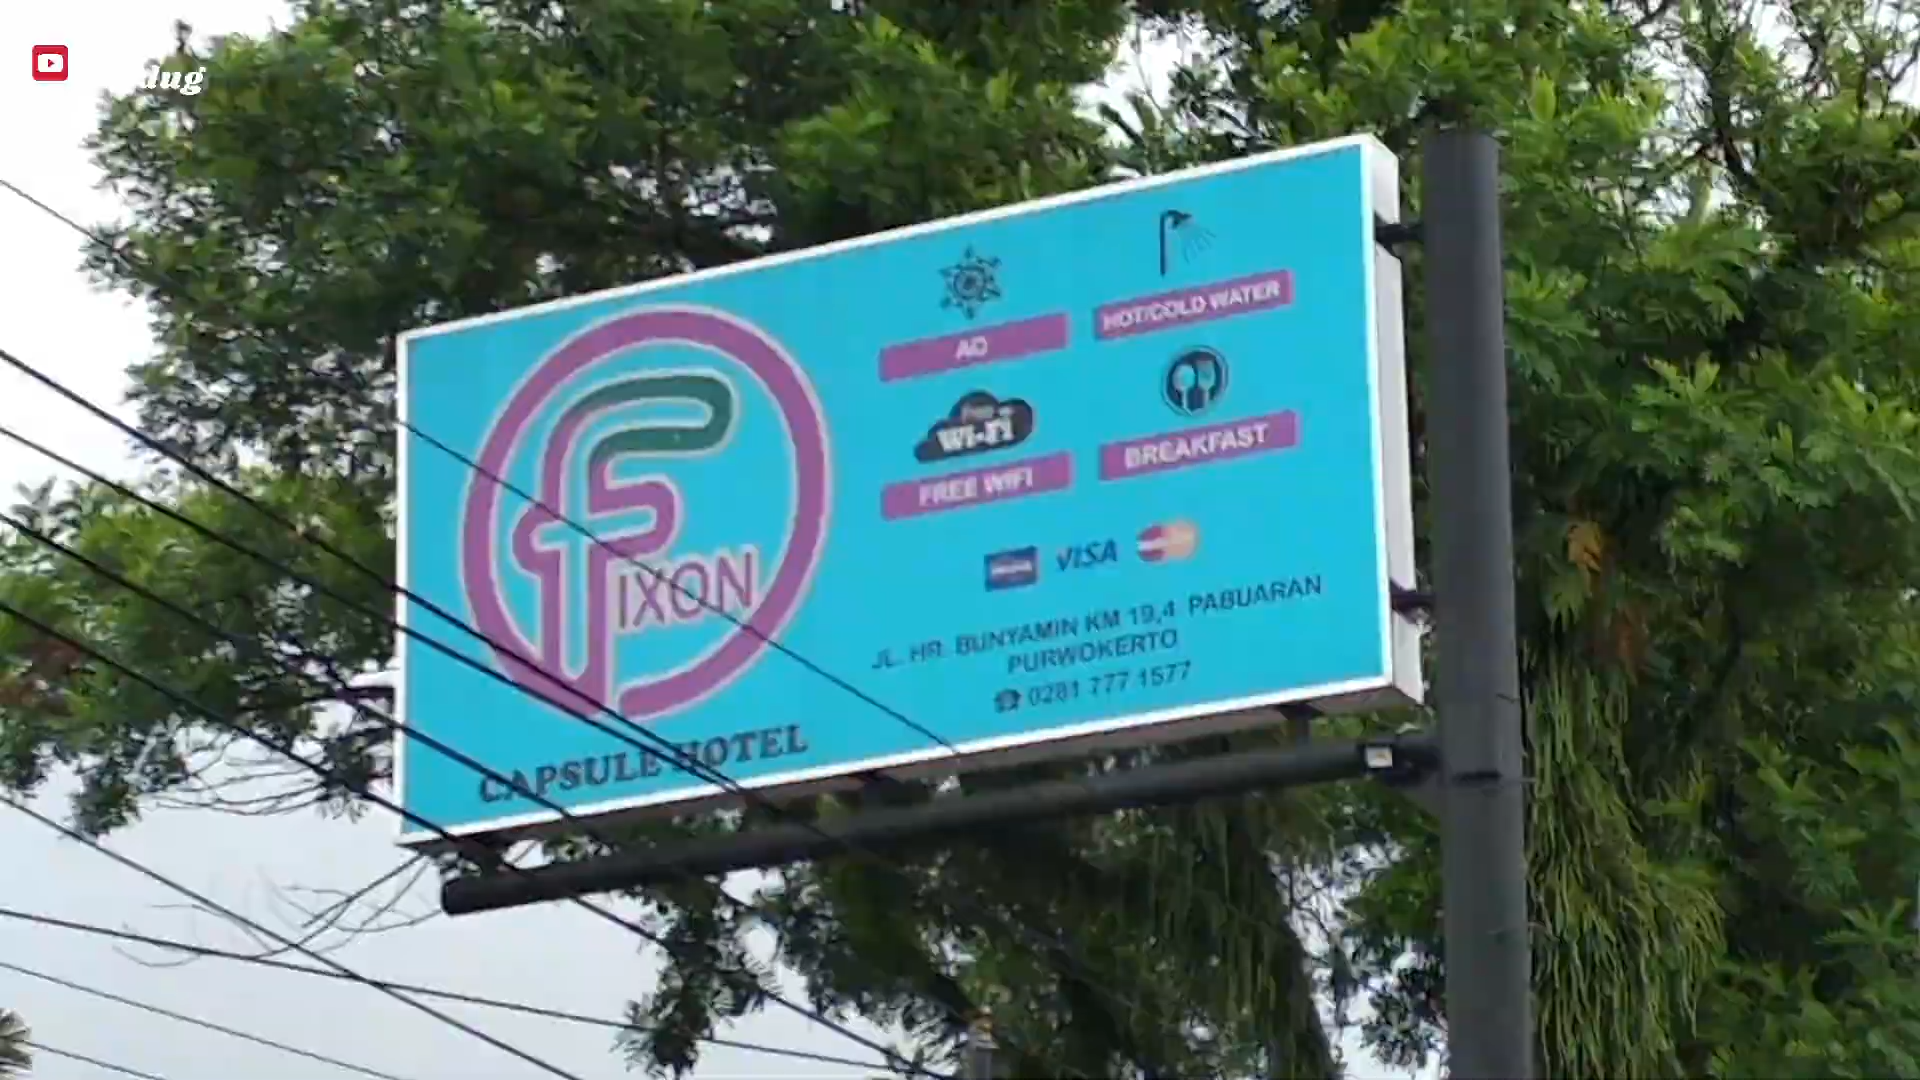 dug
FIXON
CAPSULE HOTEL
AC
HOT/COLD WATER
Wi-Fi
FREE WIFI
BREAKFAST
VISA
JL. HR. BUNYAMIN KM 19,4 PABUARAN
PURWOKERTO
☎ 0281 777 1577